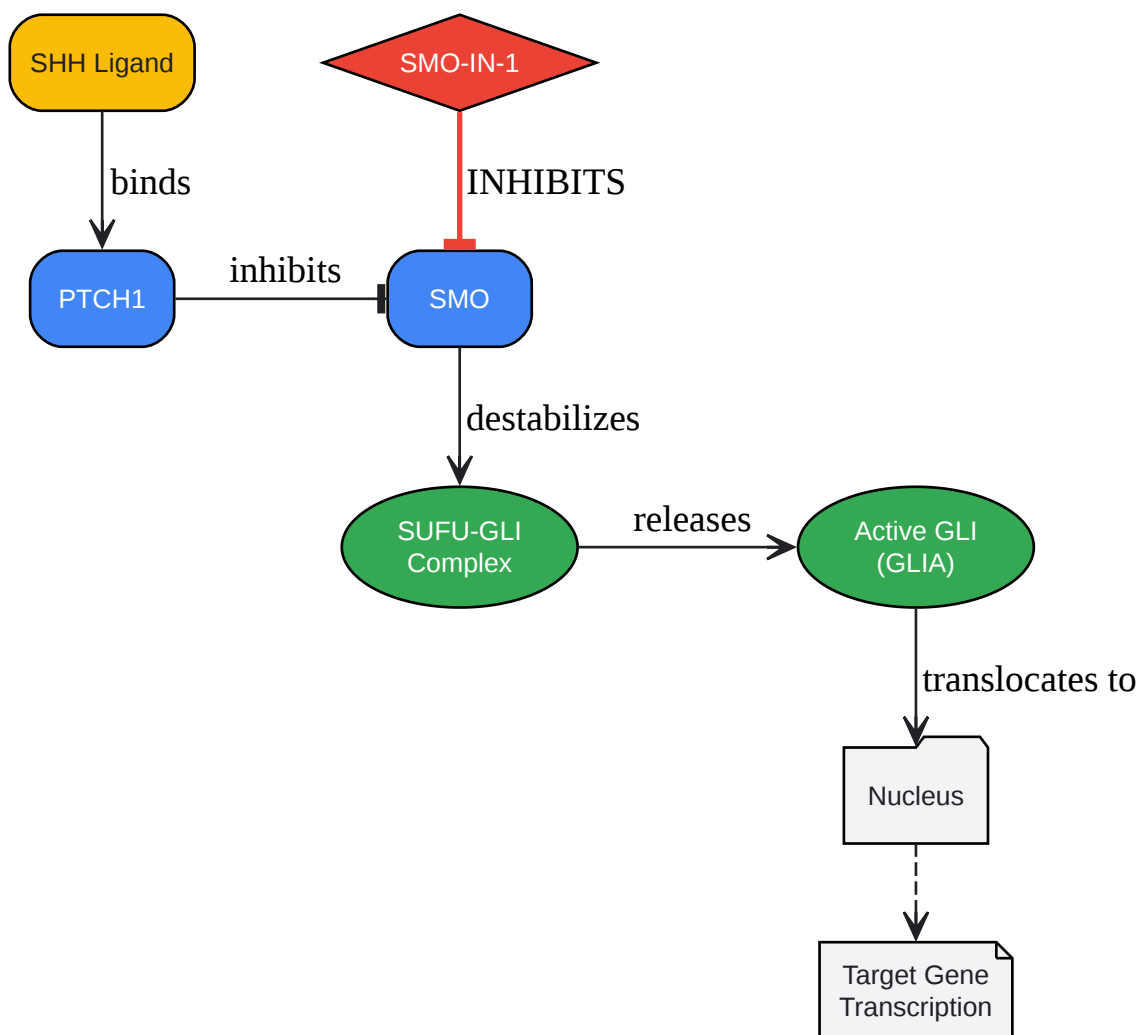 SHH Ligand
SMO-IN-1
binds
INHIBITS
PTCH1
inhibits
SMO
destabilizes
SUFU-GLI
Complex
releases
Active GLI
(GLIA)
translocates to
Nucleus
Target Gene
Transcription